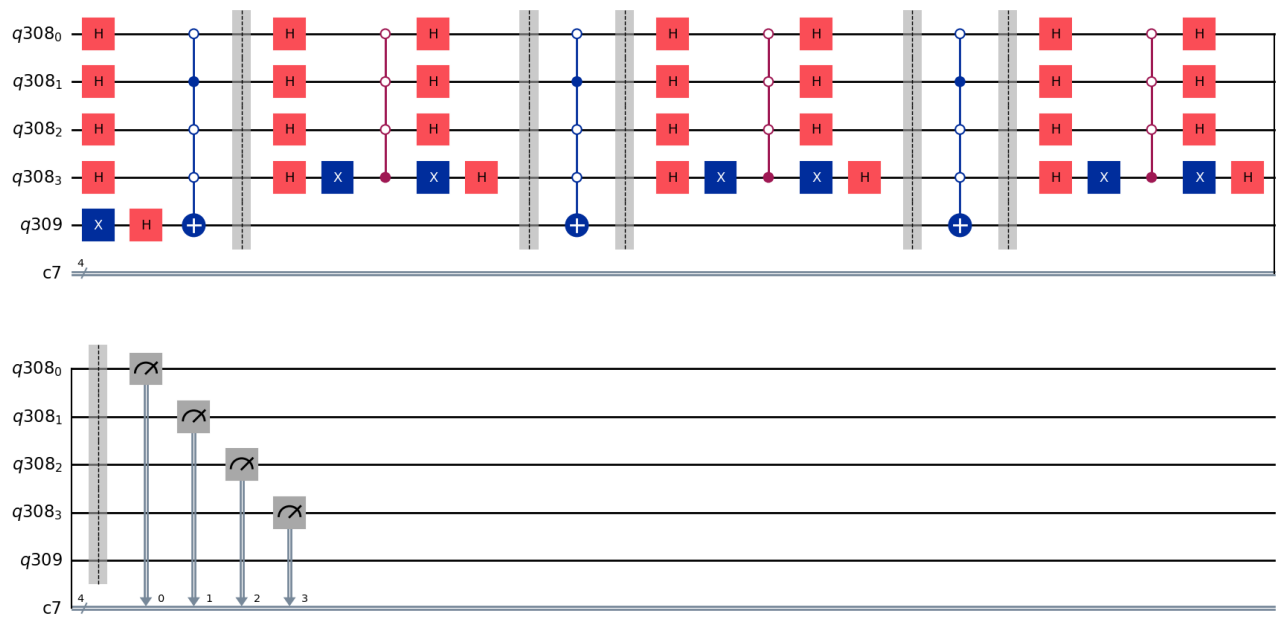 q308₀ H H H H H H H
q308₁ H H H H H H H
q308₂ H H H H H H H
q308₃ H H X X H H X X H H X X H
q309 X H
c7 4
q308₀
q308₁
q308₂
q308₃
q309
c7 4 0 1 2 3